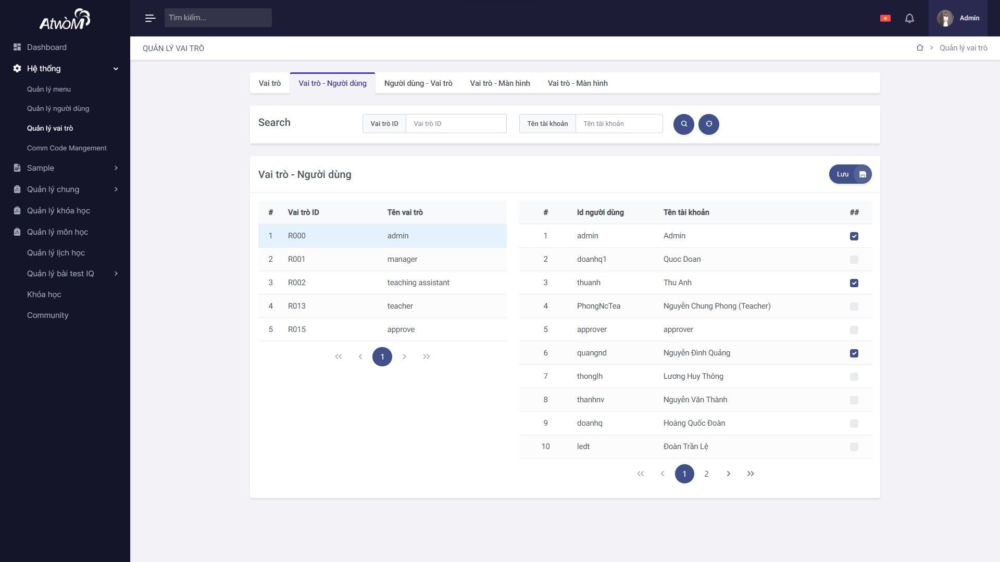 AtwòM
Tìm kiếm...
Admin
Dashboard
Hệ thống
Quản lý menu
Quản lý người dùng
Quản lý vai trò
Comm Code Mangement
Sample
Quản lý chung
Quản lý khóa học
Quản lý môn học
Quản lý lịch học
Quản lý bài test IQ
Khóa học
Community
QUẢN LÝ VAI TRÒ
Quản lý vai trò
Vai trò Vai trò - Người dùng Người dùng - Vai trò Vai trò - Màn hình Vai trò - Màn hình
Search Vai trò ID Vai trò ID Tên tài khoản Tên tài khoản
Vai trò - Người dùng Lưu
# Vai trò ID Tên vai trò
1 R000 admin
2 R001 manager
3 R002 teaching assistant
4 R013 teacher
5 R015 approve
1
# Id người dùng Tên tài khoản ##
1 admin Admin
2 doanhq1 Quoc Doan
3 thuanh Thu Anh
4 PhongNcTea Nguyễn Chung Phong (Teacher)
5 approver approver
6 quangnd Nguyễn Đình Quảng
7 thonglh Lương Huy Thông
8 thanhnv Nguyễn Văn Thành
9 doanhq Hoàng Quốc Đoàn
10 ledt Đoàn Trần Lệ
1 2